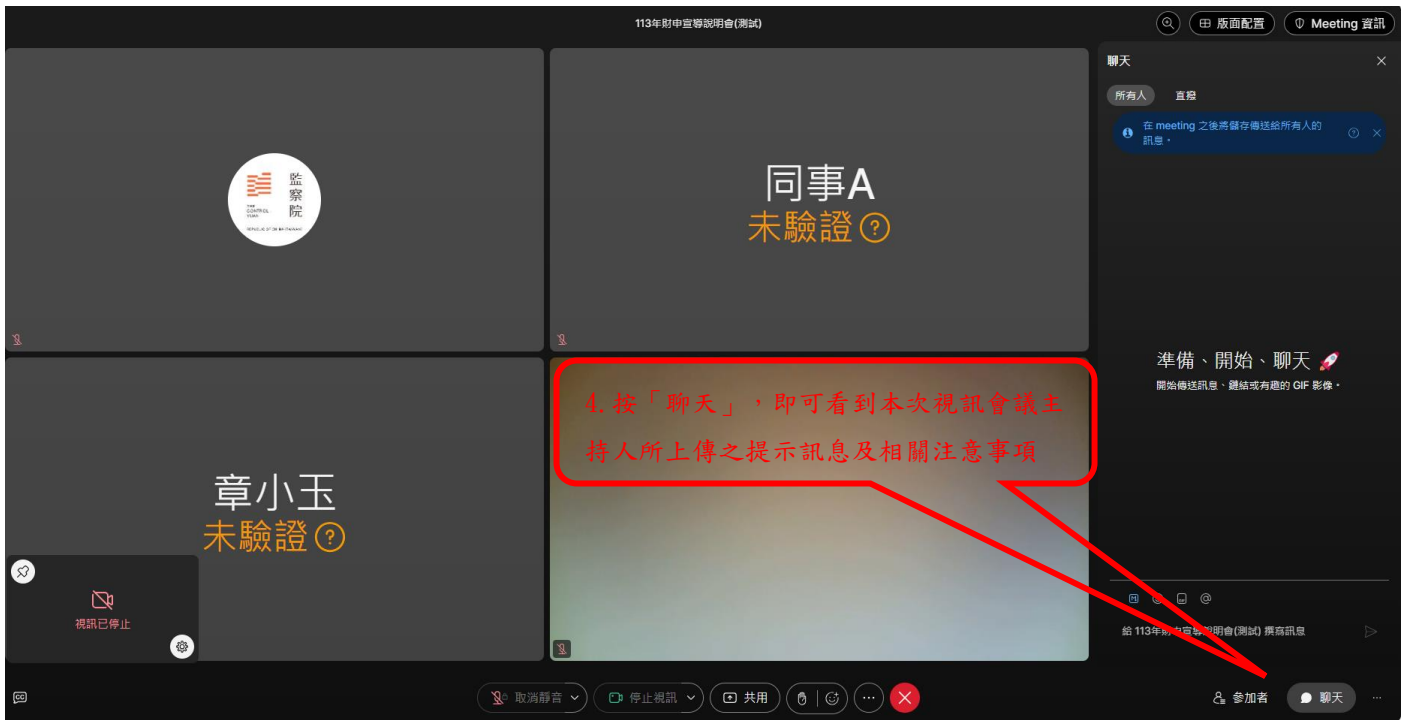 113年財申宣導說明會(測試)
版面配置
Meeting 資訊
監察院
THE CONTROL YUAN
同事A
未驗證
章小玉
未驗證
視訊已停止
4.按「聊天」，即可看到本次視訊會議主
持人所上傳之提示訊息及相關注意事項
聊天
所有人
直撥
在 meeting 之後將儲存傳送給所有人的
訊息。
準備、開始、聊天 🚀
開始傳送訊息、鏈結或有趣的 GIF 影像。
給 113年財申宣導說明會(測試) 撰寫訊息
CC
取消靜音
停止視訊
共用
參加者
聊天